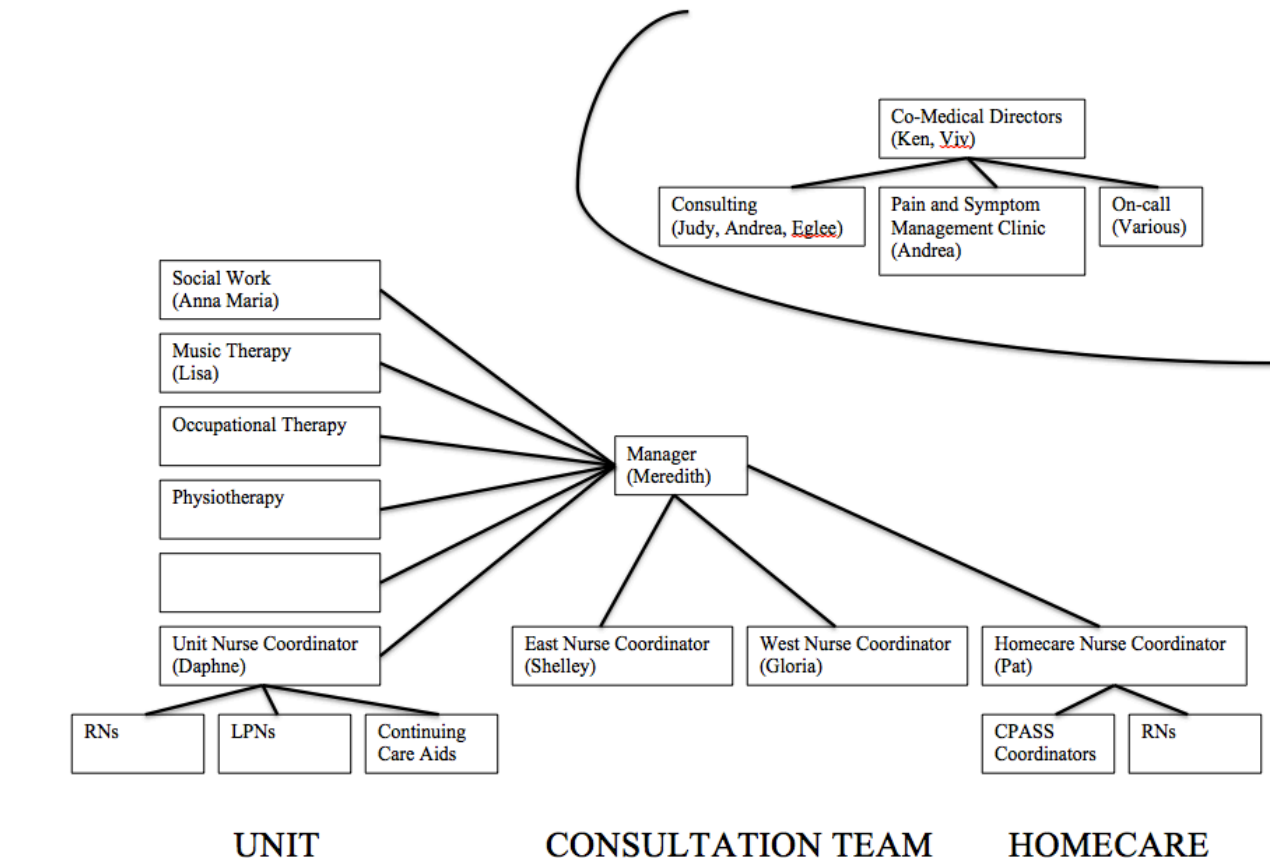 Co-Medical Directors
(Ken, Viv)
Consulting
(Judy, Andrea, Eglee)
Pain and Symptom
Management Clinic
(Andrea)
On-call
(Various)
Social Work
(Anna Maria)
Music Therapy
(Lisa)
Occupational Therapy
Physiotherapy
Manager
(Meredith)
Unit Nurse Coordinator
(Daphne)
East Nurse Coordinator
(Shelley)
West Nurse Coordinator
(Gloria)
Homecare Nurse Coordinator
(Pat)
RNs
LPNs
Continuing
Care Aids
CPASS
Coordinators
RNs
UNIT
CONSULTATION TEAM
HOMECARE